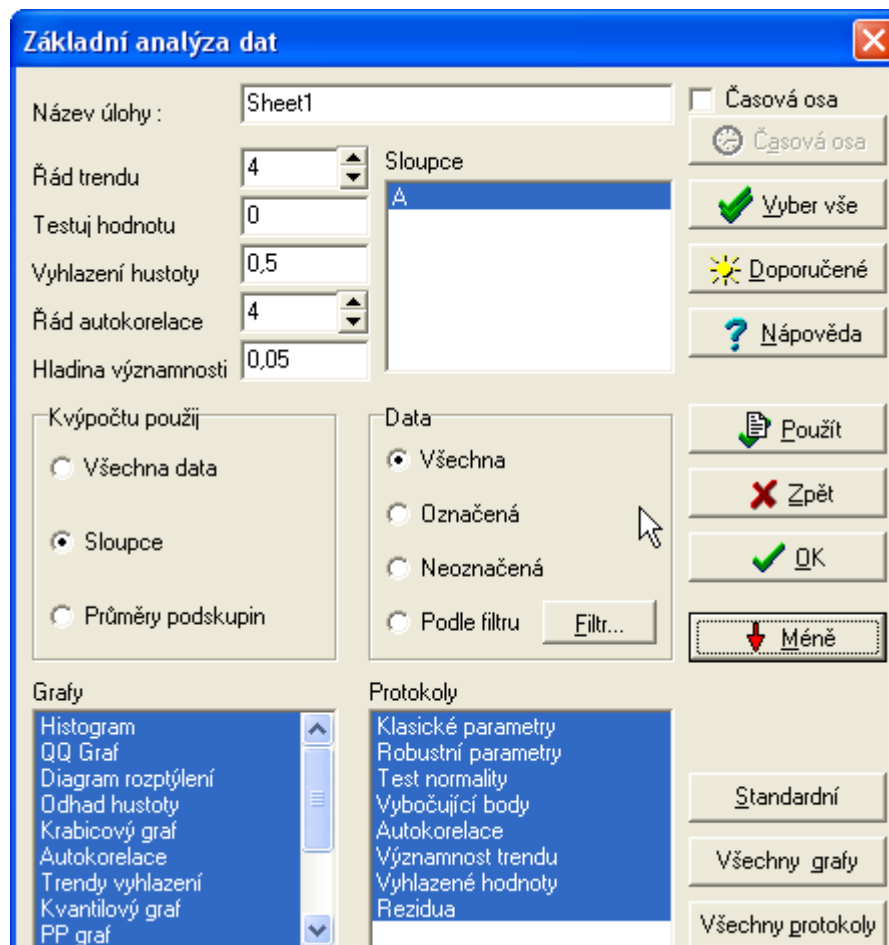 Základní analýza dat
Název úlohy :
Sheet1
Časová osa
Časová osa
Řád trendu
4
Sloupce
A
Testuj hodnotu
0
Vyber vše
Vyhlazení hustoty
0,5
Doporučené
Řád autokorelace
4
Nápověda
Hladina významnosti
0,05
Kvýpočtu použij
Všechna data
Sloupce
Průměry podskupin
Data
Všechna
Označená
Neoznačená
Podle filtru
Filtr...
Použít
Zpět
OK
Méně
Grafy
Histogram
QQ Graf
Diagram rozptýlení
Odhad hustoty
Krabicový graf
Autokorelace
Trendy vyhlazení
Kvantilový graf
PP graf
Protokoly
Klasické parametry
Robustní parametry
Test normality
Vybočující body
Autokorelace
Významnost trendu
Vyhlazené hodnoty
Rezidua
Standardní
Všechny grafy
Všechny protokoly